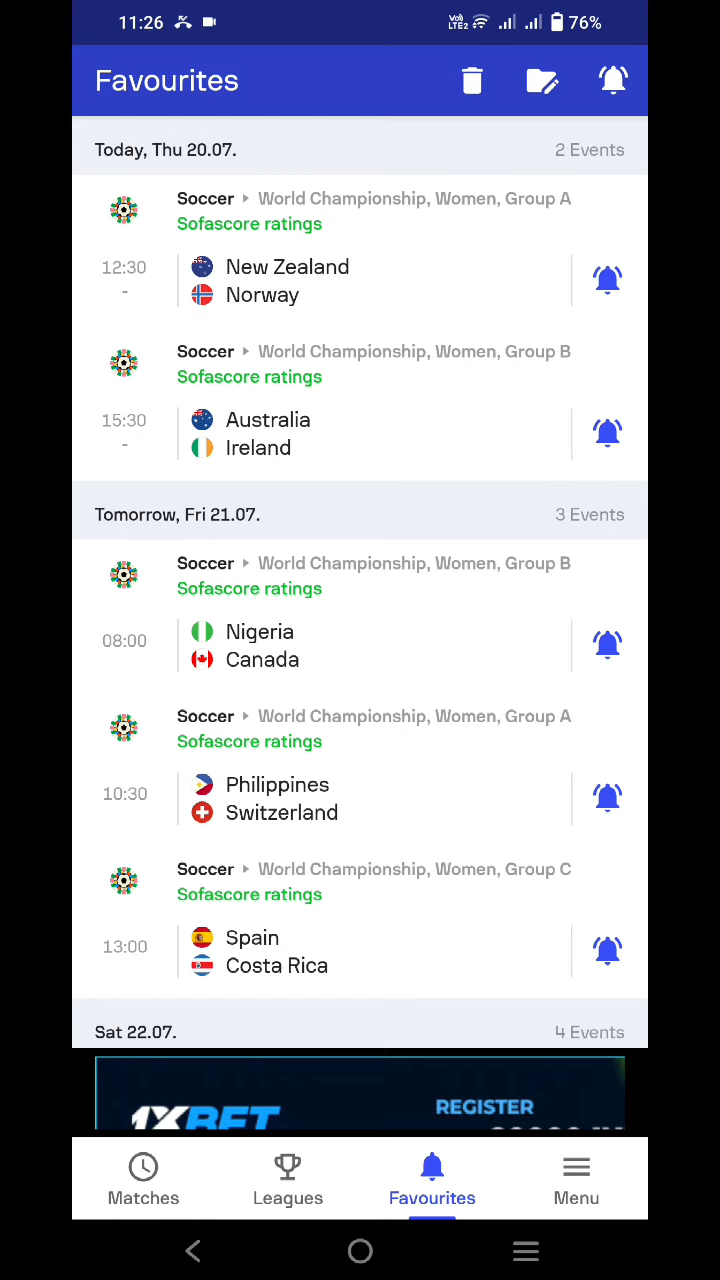 11:26 Vo) LTE2 76%
Favourites
Today, Thu 20.07. 2 Events
Soccer World Championship, Women, Group A
Sofascore ratings
12:30 New Zealand
- Norway
Soccer World Championship, Women, Group B
Sofascore ratings
15:30 Australia
- Ireland
Tomorrow, Fri 21.07. 3 Events
Soccer World Championship, Women, Group B
Sofascore ratings
08:00 Nigeria
Canada
Soccer World Championship, Women, Group A
Sofascore ratings
10:30 Philippines
Switzerland
Soccer World Championship, Women, Group C
Sofascore ratings
13:00 Spain
Costa Rica
Sat 22.07. 4 Events
1XBET REGISTER
Matches Leagues Favourites Menu